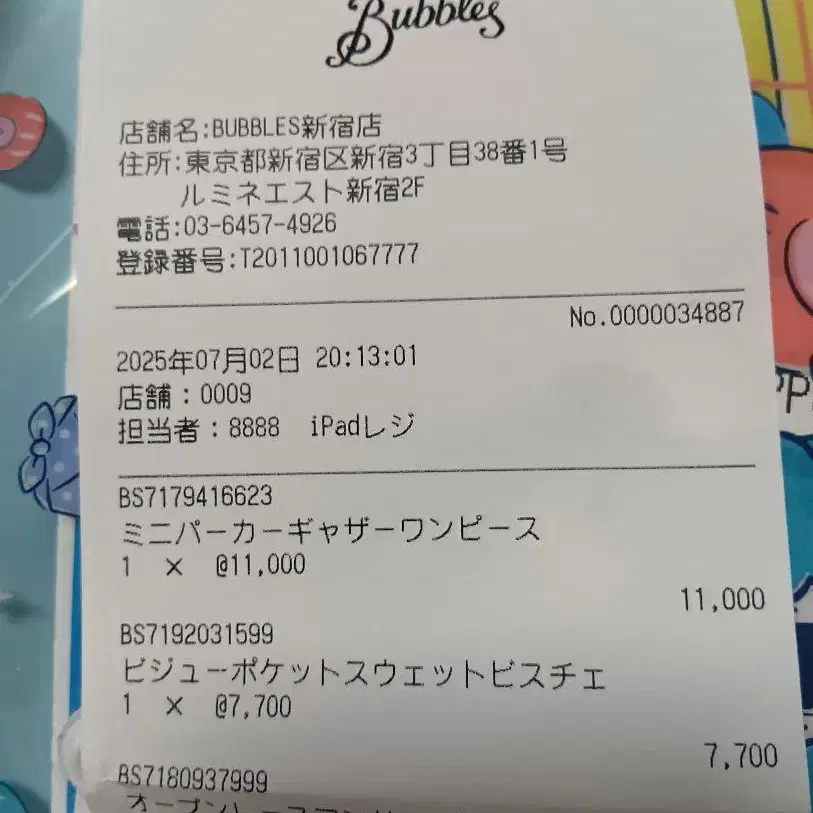 Bubbles
店舗名:BUBBLES新宿店
住所:東京都新宿区新宿3丁目38番1号
ルミネエスト新宿2F
電話:03-6457-4926
登録番号:T2011001067777
No.0000034887
2025年07月02日 20:13:01
店舗：0009
担当者：8888 iPadレジ
BS7179416623
ミニパーカーギャザーワンピース
1 × @11,000
11,000
BS7192031599
ビジューポケットスウェットビスチェ
1 × @7,700
7,700
BS7180937999